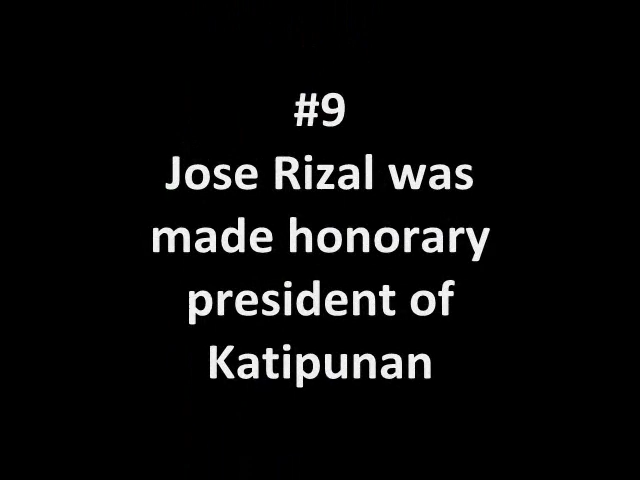 #9
Jose Rizal was
made honorary
president of
Katipunan